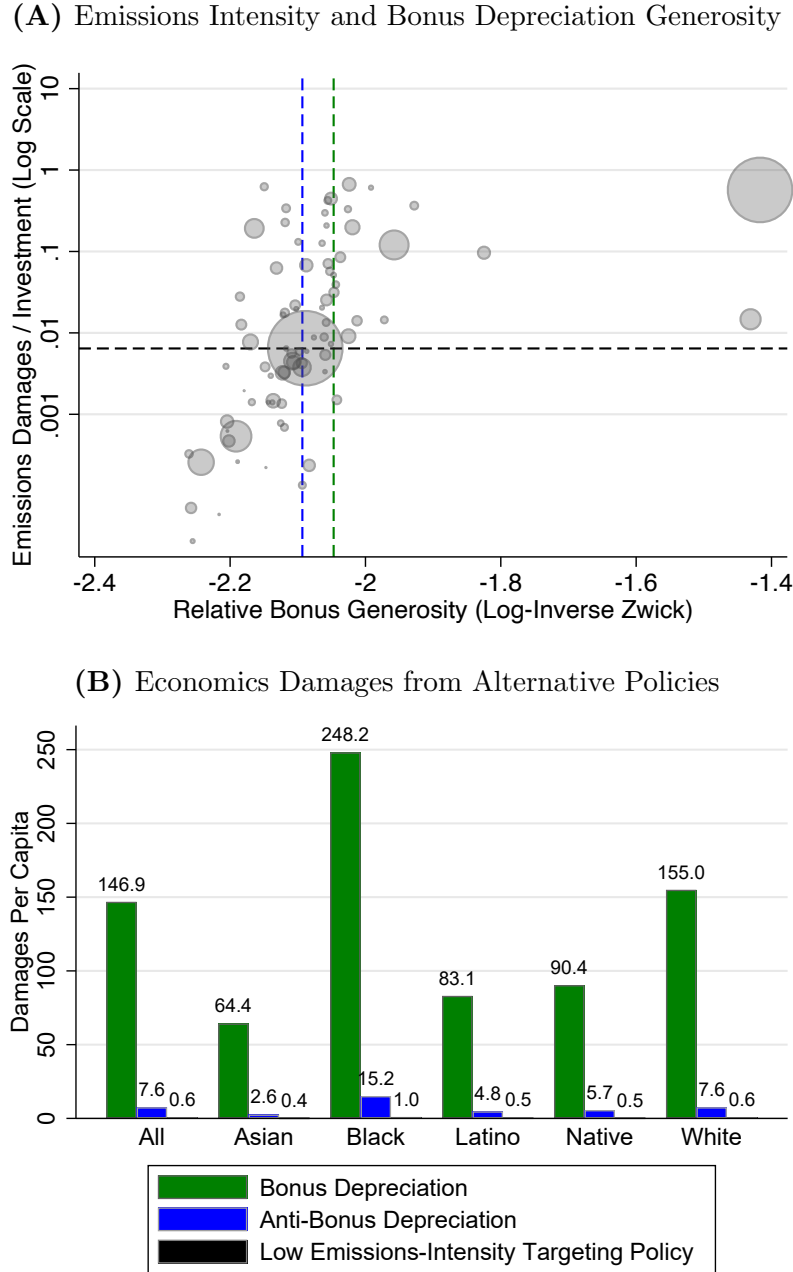 (A) Emissions Intensity and Bonus Depreciation Generosity
Emissions Damages / Investment (Log Scale)
10
1
.1
.01
.001
-2.4 -2.2 -2 -1.8 -1.6 -1.4
Relative Bonus Generosity (Log-Inverse Zwick)
(B) Economics Damages from Alternative Policies
Damages Per Capita
250
200
150
100
50
0
146.9 7.6 0.6
64.4 2.6 0.4
248.2 15.2 1.0
83.1 4.8 0.5
90.4 5.7 0.5
155.0 7.6 0.6
All Asian Black Latino Native White
Bonus Depreciation
Anti-Bonus Depreciation
Low Emissions-Intensity Targeting Policy